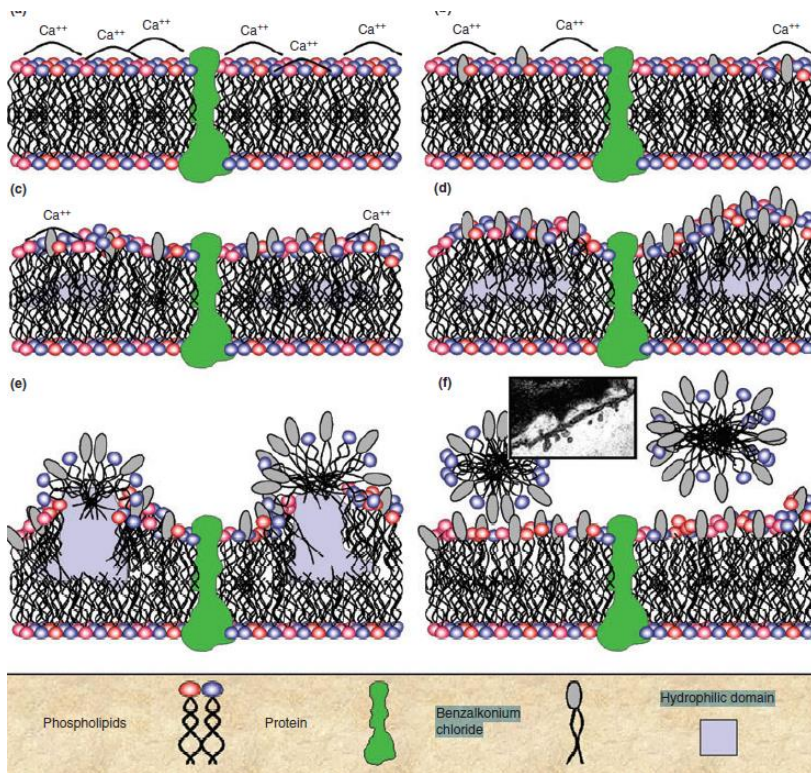 Ca++ Ca++ Ca++ Ca++ Ca++ Ca++
Ca++ Ca++ Ca++
(c)
Ca++ Ca++
(d)
(e)
(f)
Phospholipids
Protein
Benzalkonium
chloride
Hydrophilic domain